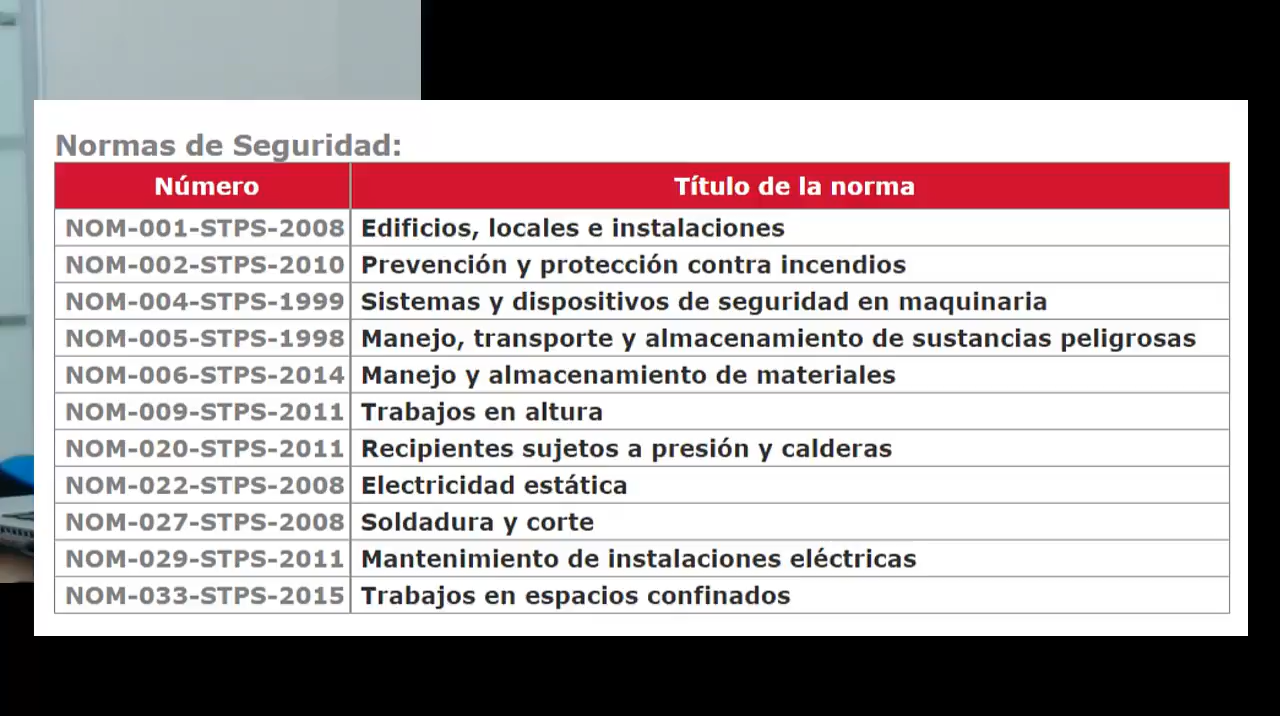 Normas de Seguridad:
Número Título de la norma
NOM-001-STPS-2008 Edificios, locales e instalaciones
NOM-002-STPS-2010 Prevención y protección contra incendios
NOM-004-STPS-1999 Sistemas y dispositivos de seguridad en maquinaria
NOM-005-STPS-1998 Manejo, transporte y almacenamiento de sustancias peligrosas
NOM-006-STPS-2014 Manejo y almacenamiento de materiales
NOM-009-STPS-2011 Trabajos en altura
NOM-020-STPS-2011 Recipientes sujetos a presión y calderas
NOM-022-STPS-2008 Electricidad estática
NOM-027-STPS-2008 Soldadura y corte
NOM-029-STPS-2011 Mantenimiento de instalaciones eléctricas
NOM-033-STPS-2015 Trabajos en espacios confinados